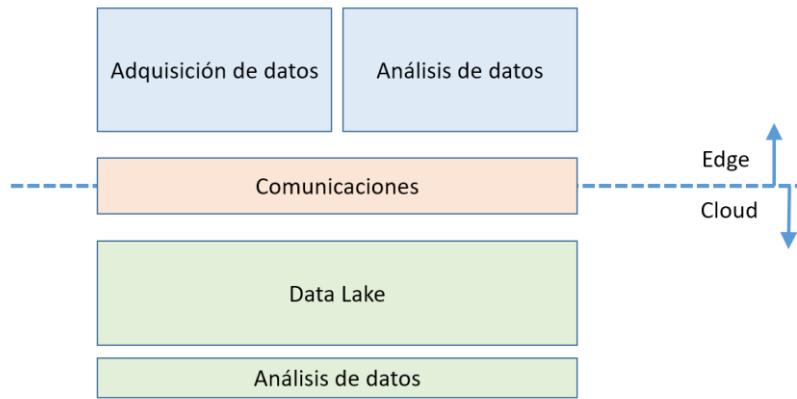 Adquisición de datos
Análisis de datos
Edge
Comunicaciones
Cloud
Data Lake
Análisis de datos